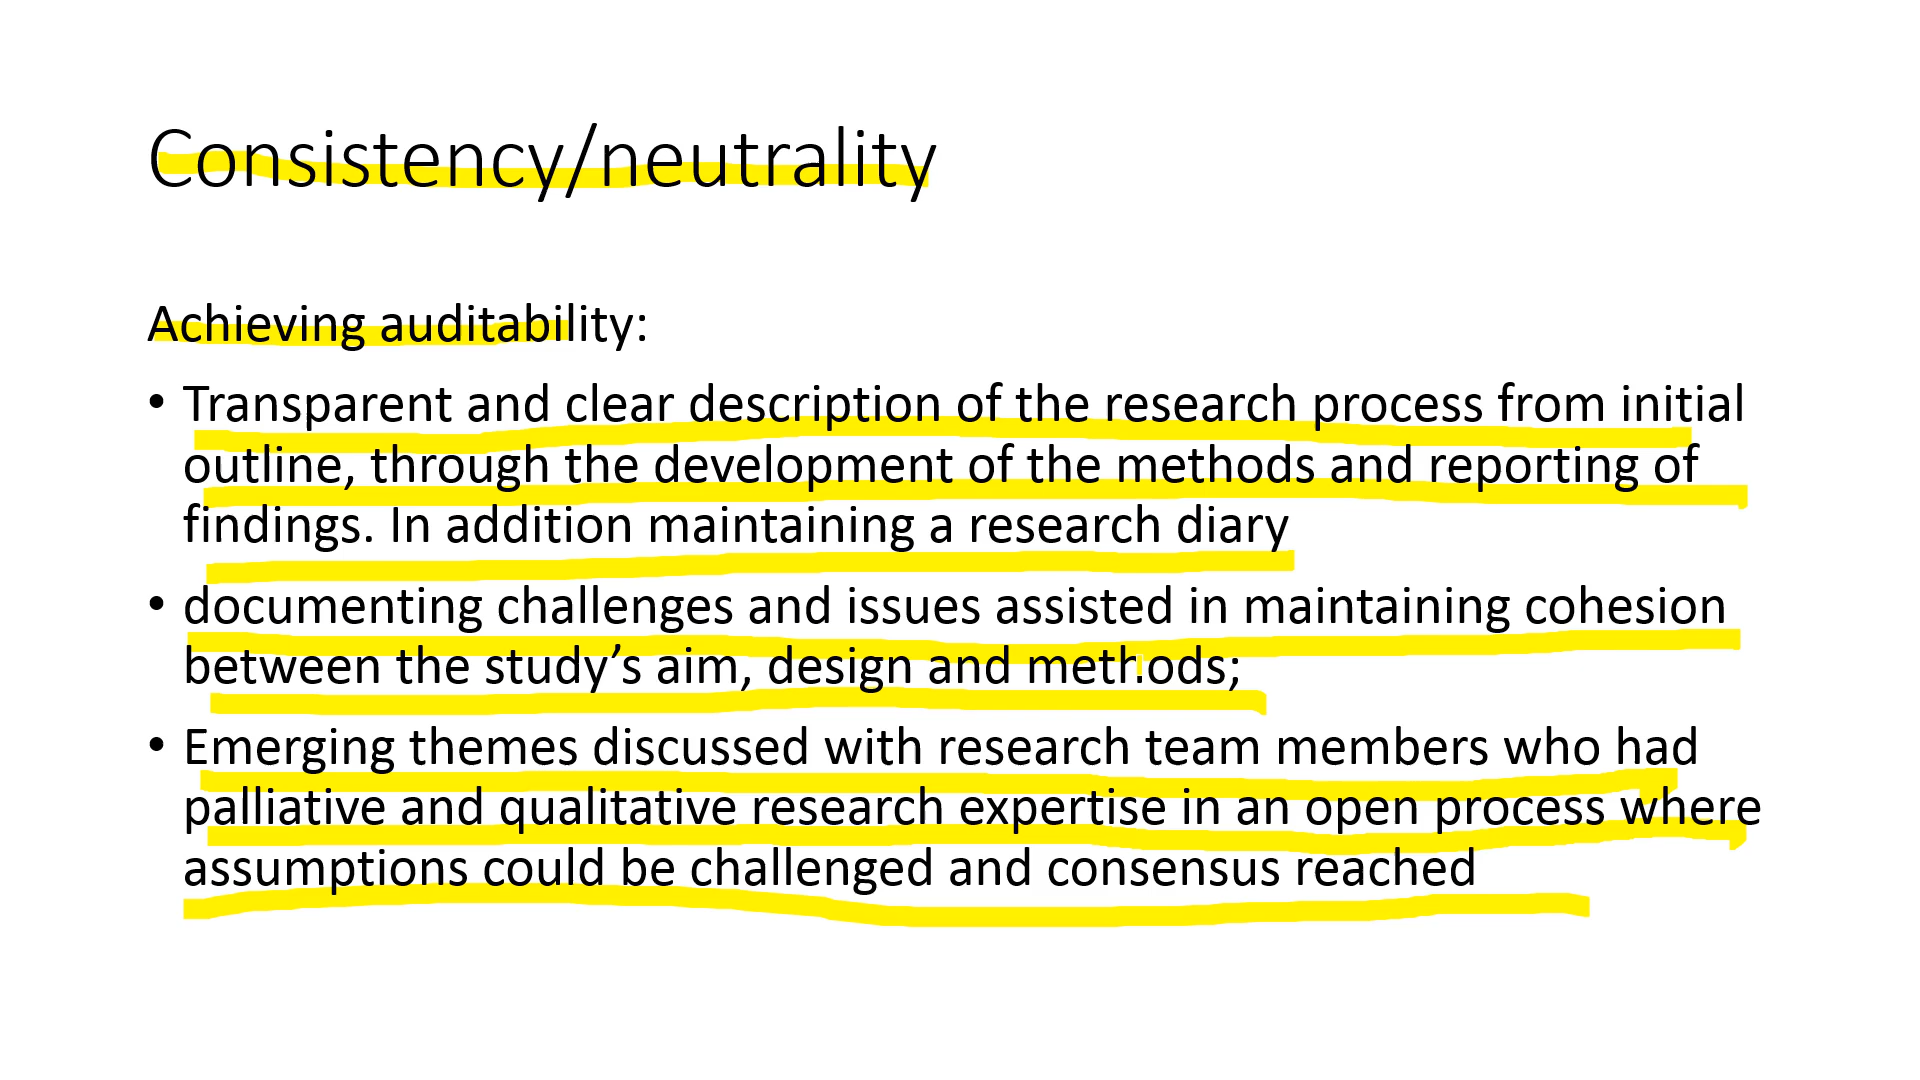 Consistency/neutrality
Achieving auditability:
• Transparent and clear description of the research process from initial
outline, through the development of the methods and reporting of
findings. In addition maintaining a research diary
• documenting challenges and issues assisted in maintaining cohesion
between the study’s aim, design and methods;
• Emerging themes discussed with research team members who had
palliative and qualitative research expertise in an open process where
assumptions could be challenged and consensus reached